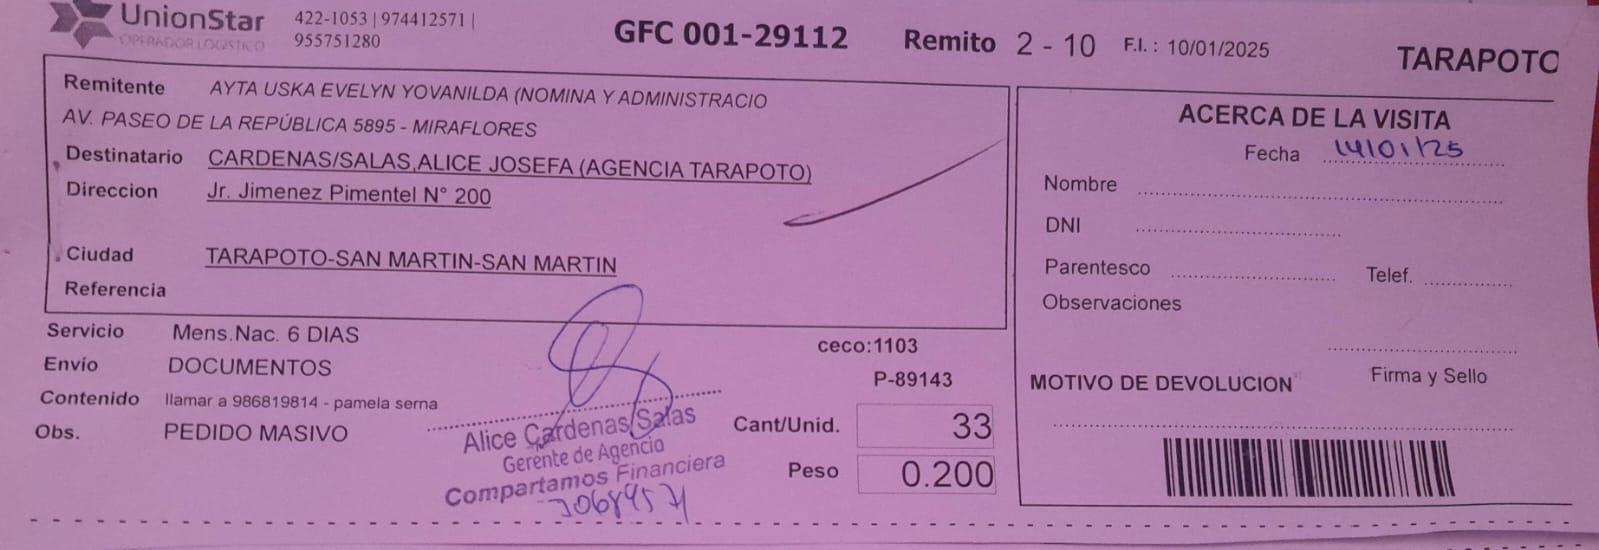 UnionStar
OPERADOR LOGISTICO
422-1053 | 974412571 |
955751280
GFC 001-29112
Remito 2 - 10
F.I. : 10/01/2025
TARAPOTO
Remitente AYTA USKA EVELYN YOVANILDA (NOMINA Y ADMINISTRACIO
AV. PASEO DE LA REPÚBLICA 5895 - MIRAFLORES
Destinatario CARDENAS/SALAS,ALICE JOSEFA (AGENCIA TARAPOTO)
Direccion Jr. Jimenez Pimentel N° 200
Ciudad TARAPOTO-SAN MARTIN-SAN MARTIN
Referencia
Servicio Mens.Nac. 6 DIAS
Envío DOCUMENTOS
Contenido llamar a 986819814 - pamela serna
Obs. PEDIDO MASIVO
Alice Cardenas Salas
Gerente de Agencia
Compartamos Financiera
ceco:1103
P-89143
Cant/Unid. 33
Peso 0.200
ACERCA DE LA VISITA
Fecha 14/01/25
Nombre
DNI
Parentesco Telef.
Observaciones
Firma y Sello
MOTIVO DE DEVOLUCION